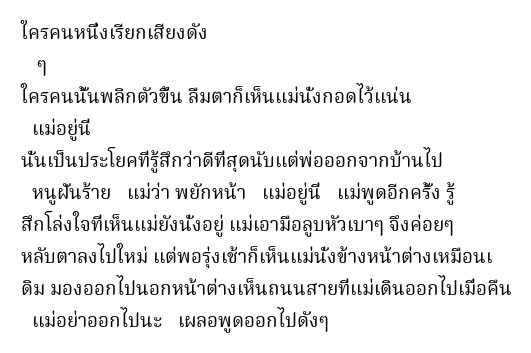 ใครคนหนึ่งเรียกเสียงดัง
ๆ
ใครคนนั้นพลิกตัวขึ้น ลืมตาก็เห็นแม่นั่งกอดไว้แน่น
แม่อยู่นี่
นั่นเป็นประโยคที่รู้สึกว่าดีที่สุดนับแต่พ่อออกจากบ้านไป
หนูฝันร้าย แม่ว่า พยักหน้า แม่อยู่นี่ แม่พูดอีกครั้ง รู้
สึกโล่งใจที่เห็นแม่ยังนั่งอยู่ แม่เอามือลูบหัวเบาๆ จึงค่อยๆ
หลับตาลงไปใหม่ แต่พอรุ่งเช้าก็เห็นแม่นั่งข้างหน้าต่างเหมือนเ
ดิม มองออกไปนอกหน้าต่างเห็นถนนสายที่แม่เดินออกไปเมื่อคืน
แม่อย่าออกไปนะ เผลอพูดออกไปดังๆ